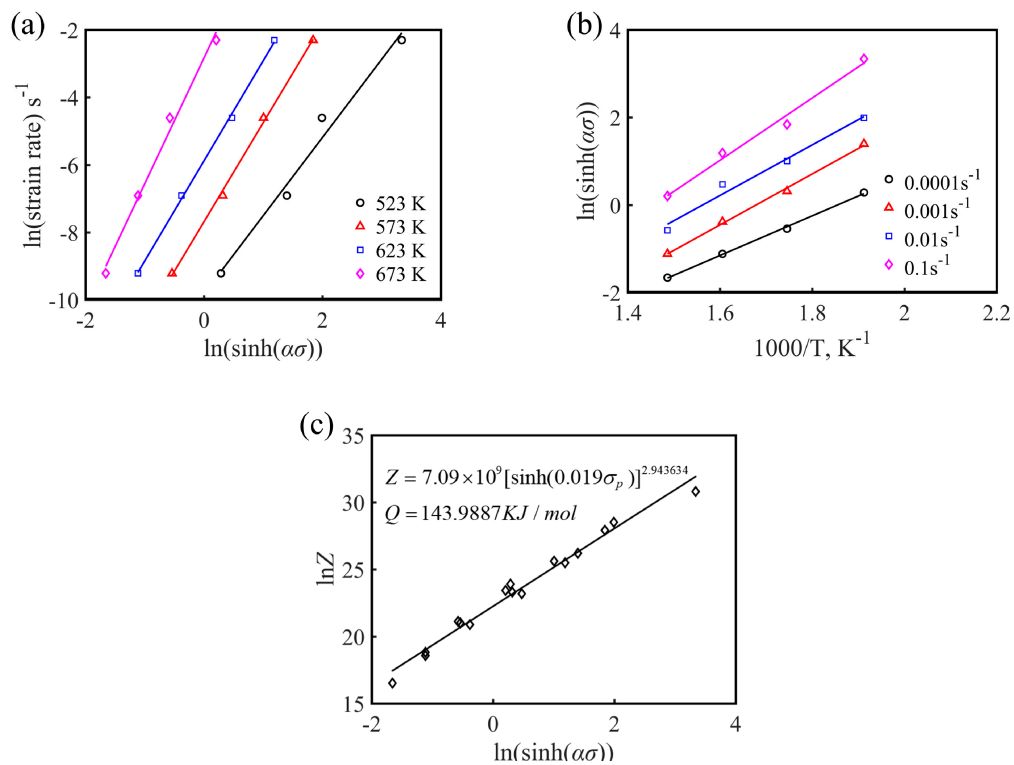 (a)
-2
-4
-6
-8
-10
ln(strain rate) s⁻¹
523 K
573 K
623 K
673 K
-2
0
2
4
ln(sinh(ασ))
(b)
4
2
0
-2
ln(sinh(ασ))
0.0001s⁻¹
0.001s⁻¹
0.01s⁻¹
0.1s⁻¹
1.4
1.6
1.8
2
2.2
1000/T, K⁻¹
(c)
35
30
25
20
15
lnZ
Z = 7.09×10⁹[sinh(0.019σₚ)]²·⁹⁴³⁶³⁴
Q = 143.9887KJ / mol
-2
0
2
4
ln(sinh(ασ))